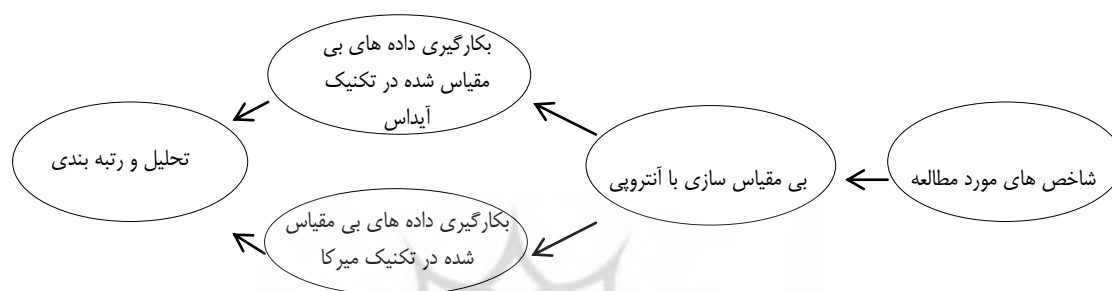 شاخص های مورد مطالعه
بی مقیاس سازی با آنتروپی
بکارگیری داده های بی
مقیاس شده در تکنیک
آیداس
بکارگیری داده های بی مقیاس
شده در تکنیک میرکا
تحلیل و رتبه بندی